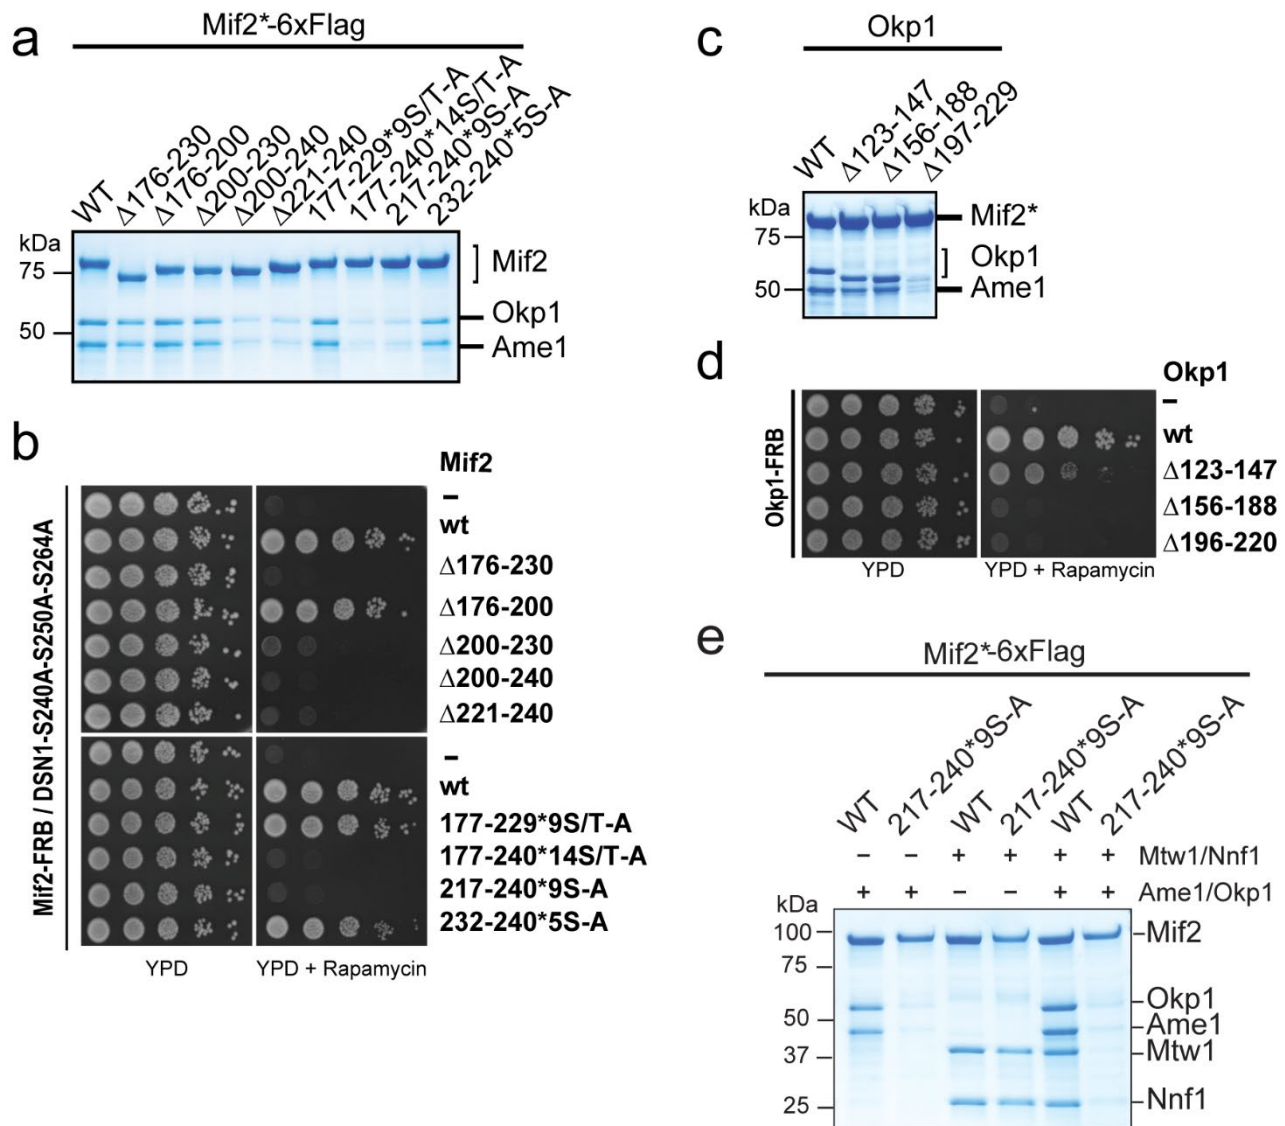 a
Mif2*-6xFlag
WT
Δ176-230
Δ176-200
Δ200-230
Δ200-240
Δ221-240
177-229*9S/T-A
177-240*14S/T-A
217-240*9S-A
232-240*5S-A
kDa
75
50
Mif2
Okp1
Ame1
b
Mif2-FRB / DSN1-S240A-S250A-S264A
Mif2
–
wt
Δ176-230
Δ176-200
Δ200-230
Δ200-240
Δ221-240
–
wt
177-229*9S/T-A
177-240*14S/T-A
217-240*9S-A
232-240*5S-A
YPD
YPD + Rapamycin
c
Okp1
WT
Δ123-147
Δ156-188
Δ197-229
kDa
75
50
Mif2*
Okp1
Ame1
d
Okp1-FRB
Okp1
–
wt
Δ123-147
Δ156-188
Δ196-220
YPD
YPD + Rapamycin
e
Mif2*-6xFlag
WT
217-240*9S-A
WT
217-240*9S-A
WT
217-240*9S-A
– – + + + + Mtw1/Nnf1
+ + – – + + Ame1/Okp1
kDa
100
75
50
37
25
Mif2
Okp1
Ame1
Mtw1
Nnf1